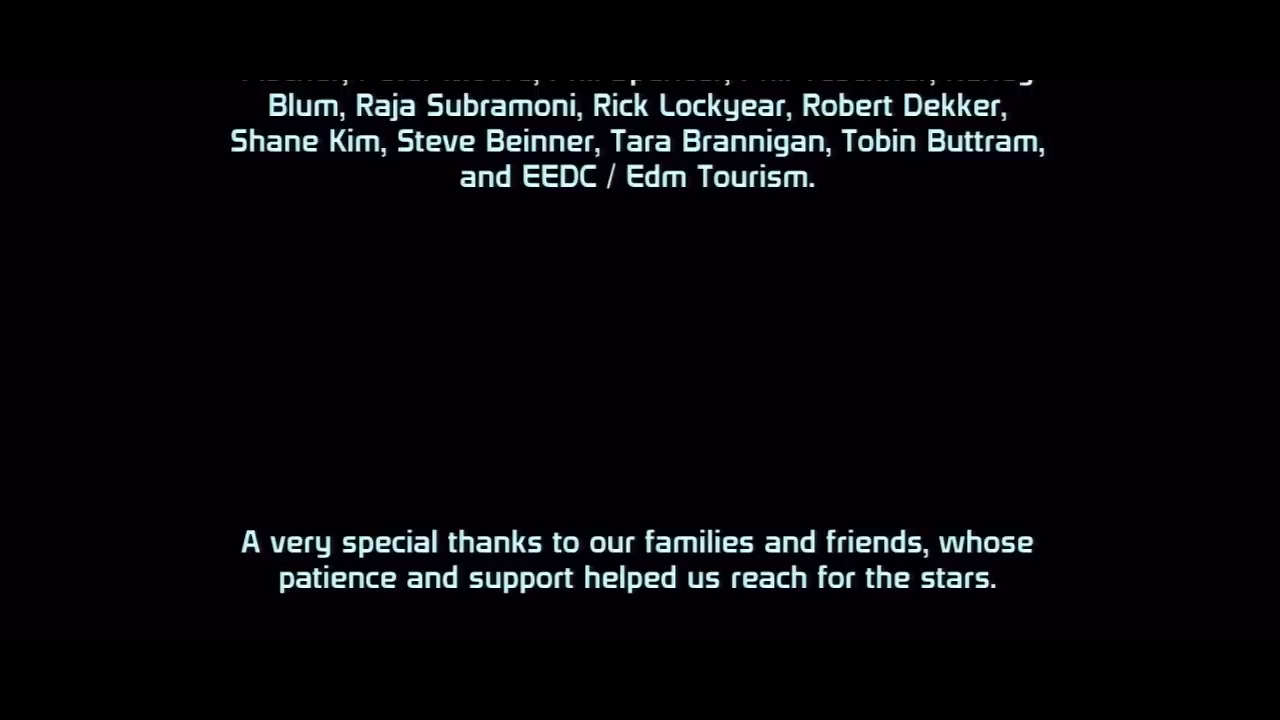 Blum, Raja Subramoni, Rick Lockyear, Robert Dekker,
Shane Kim, Steve Beinner, Tara Brannigan, Tobin Buttram,
and EEDC / Edm Tourism.
A very special thanks to our families and friends, whose
patience and support helped us reach for the stars.